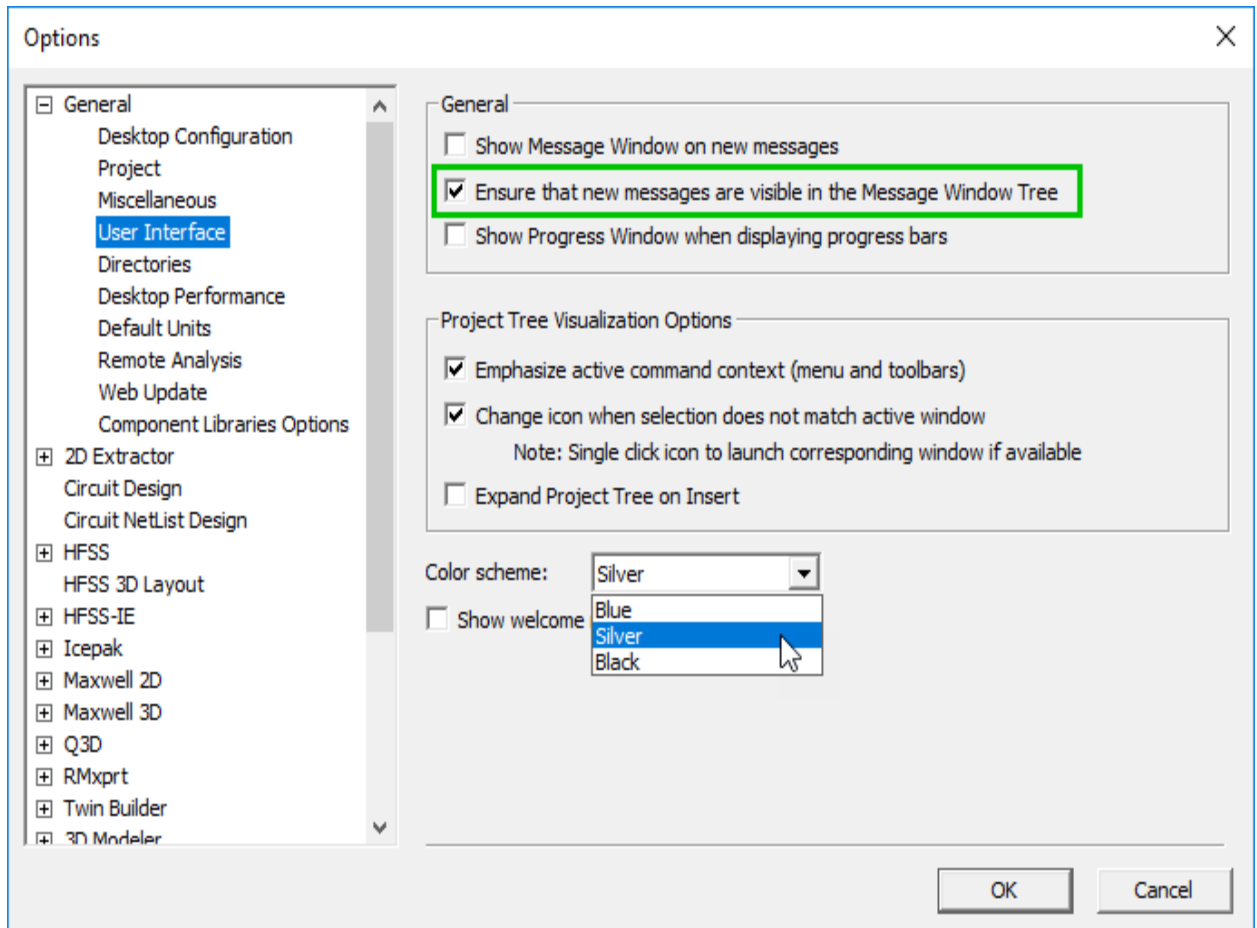 Options
General
Desktop Configuration
Project
Miscellaneous
User Interface
Directories
Desktop Performance
Default Units
Remote Analysis
Web Update
Component Libraries Options
2D Extractor
Circuit Design
Circuit NetList Design
HFSS
HFSS 3D Layout
HFSS-IE
Icepak
Maxwell 2D
Maxwell 3D
Q3D
RMxprt
Twin Builder
3D Modeler
General
Show Message Window on new messages
Ensure that new messages are visible in the Message Window Tree
Show Progress Window when displaying progress bars
Project Tree Visualization Options
Emphasize active command context (menu and toolbars)
Change icon when selection does not match active window
Note: Single click icon to launch corresponding window if available
Expand Project Tree on Insert
Color scheme: Silver
Show welcome
Blue
Silver
Black
OK Cancel